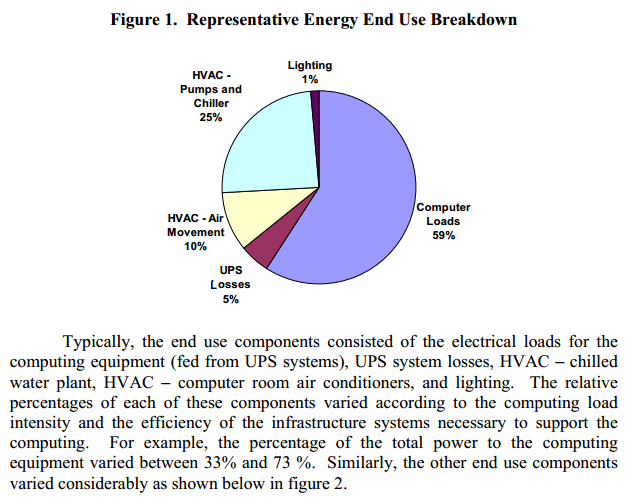 Figure 1. Representative Energy End Use Breakdown
Lighting
1%
HVAC -
Pumps and
Chiller
25%
Computer
Loads
59%
HVAC - Air
Movement
10%
UPS
Losses
5%
Typically, the end use components consisted of the electrical loads for the
computing equipment (fed from UPS systems), UPS system losses, HVAC – chilled
water plant, HVAC – computer room air conditioners, and lighting. The relative
percentages of each of these components varied according to the computing load
intensity and the efficiency of the infrastructure systems necessary to support the
computing. For example, the percentage of the total power to the computing
equipment varied between 33% and 73 %. Similarly, the other end use components
varied considerably as shown below in figure 2.